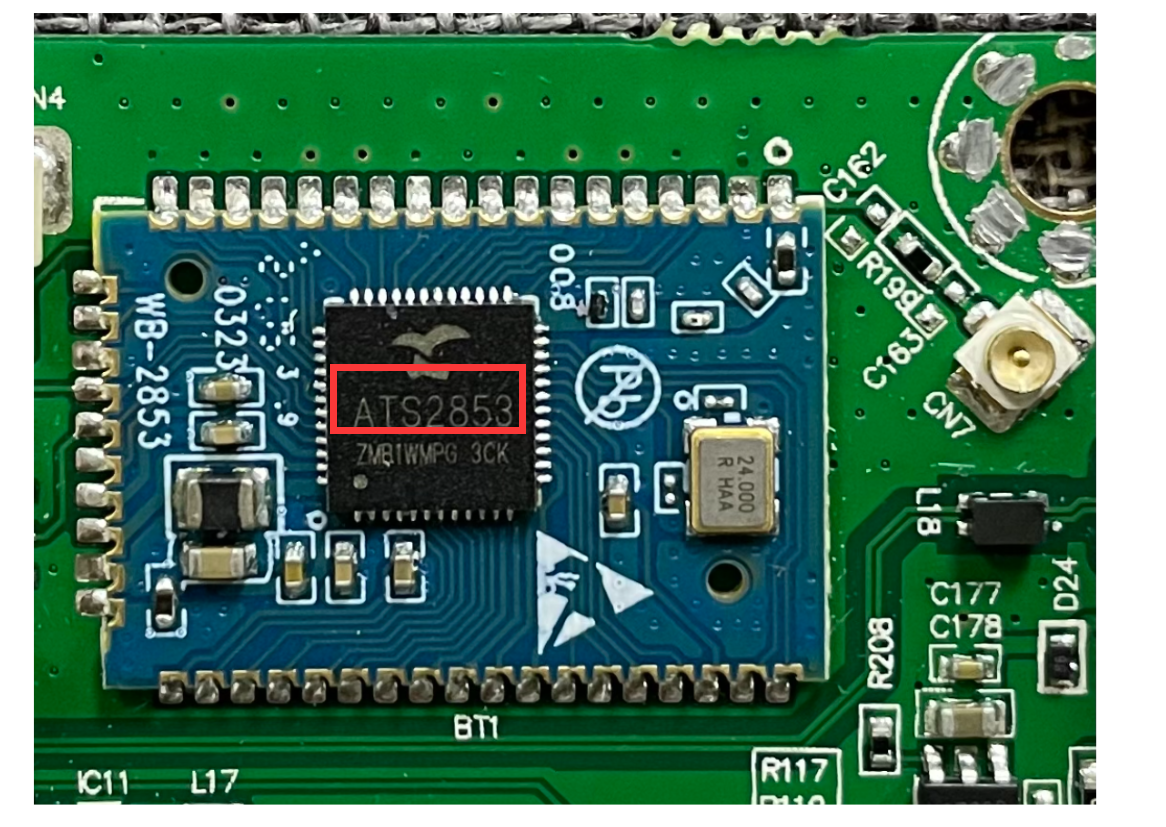 N4
C162
R199
C163
CN7
008
WB-2853
0323
3
9
ATS2853
ZMB1WMPG 3CK
Pb
24.000
R HAA
L18
D24
C177
C178
R208
BT1
IC11
L17
R117